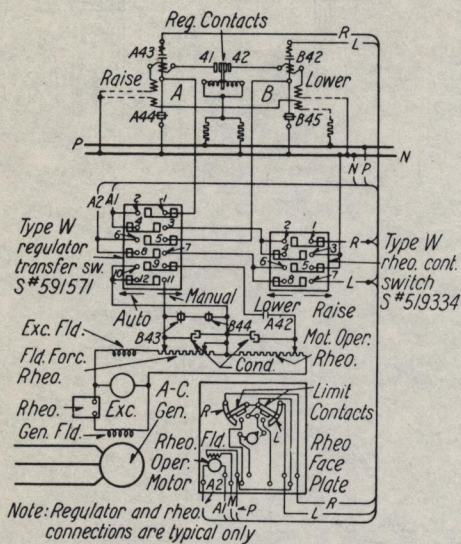 Reg. Contacts
R
L
A43
41 42
B42
Raise
A
B
Lower
A44
B45
P
N
N P
A2 A1
2 1
4 3
6 5
8 7
10 9
12 11
2 1
4 3
6 5
8 7
R
L
Type W
regulator
transfer sw.
S#591571
Type W
rheo. cont.
switch
S#519334
Manual
Auto
Lower
Raise
A42
B43
B44
Exc. Fld.
Fld. Forc.
Rheo.
Cond.
Mot. Oper.
Rheo.
Rheo.
Exc.
A-C.
Gen.
Gen. Fld.
Limit
Contacts
R
L
Rheo. Fld.
Oper.
Motor
Rheo
Face
Plate
A2
A1 N P
R
L
Note: Regulator and rheo.
connections are typical only